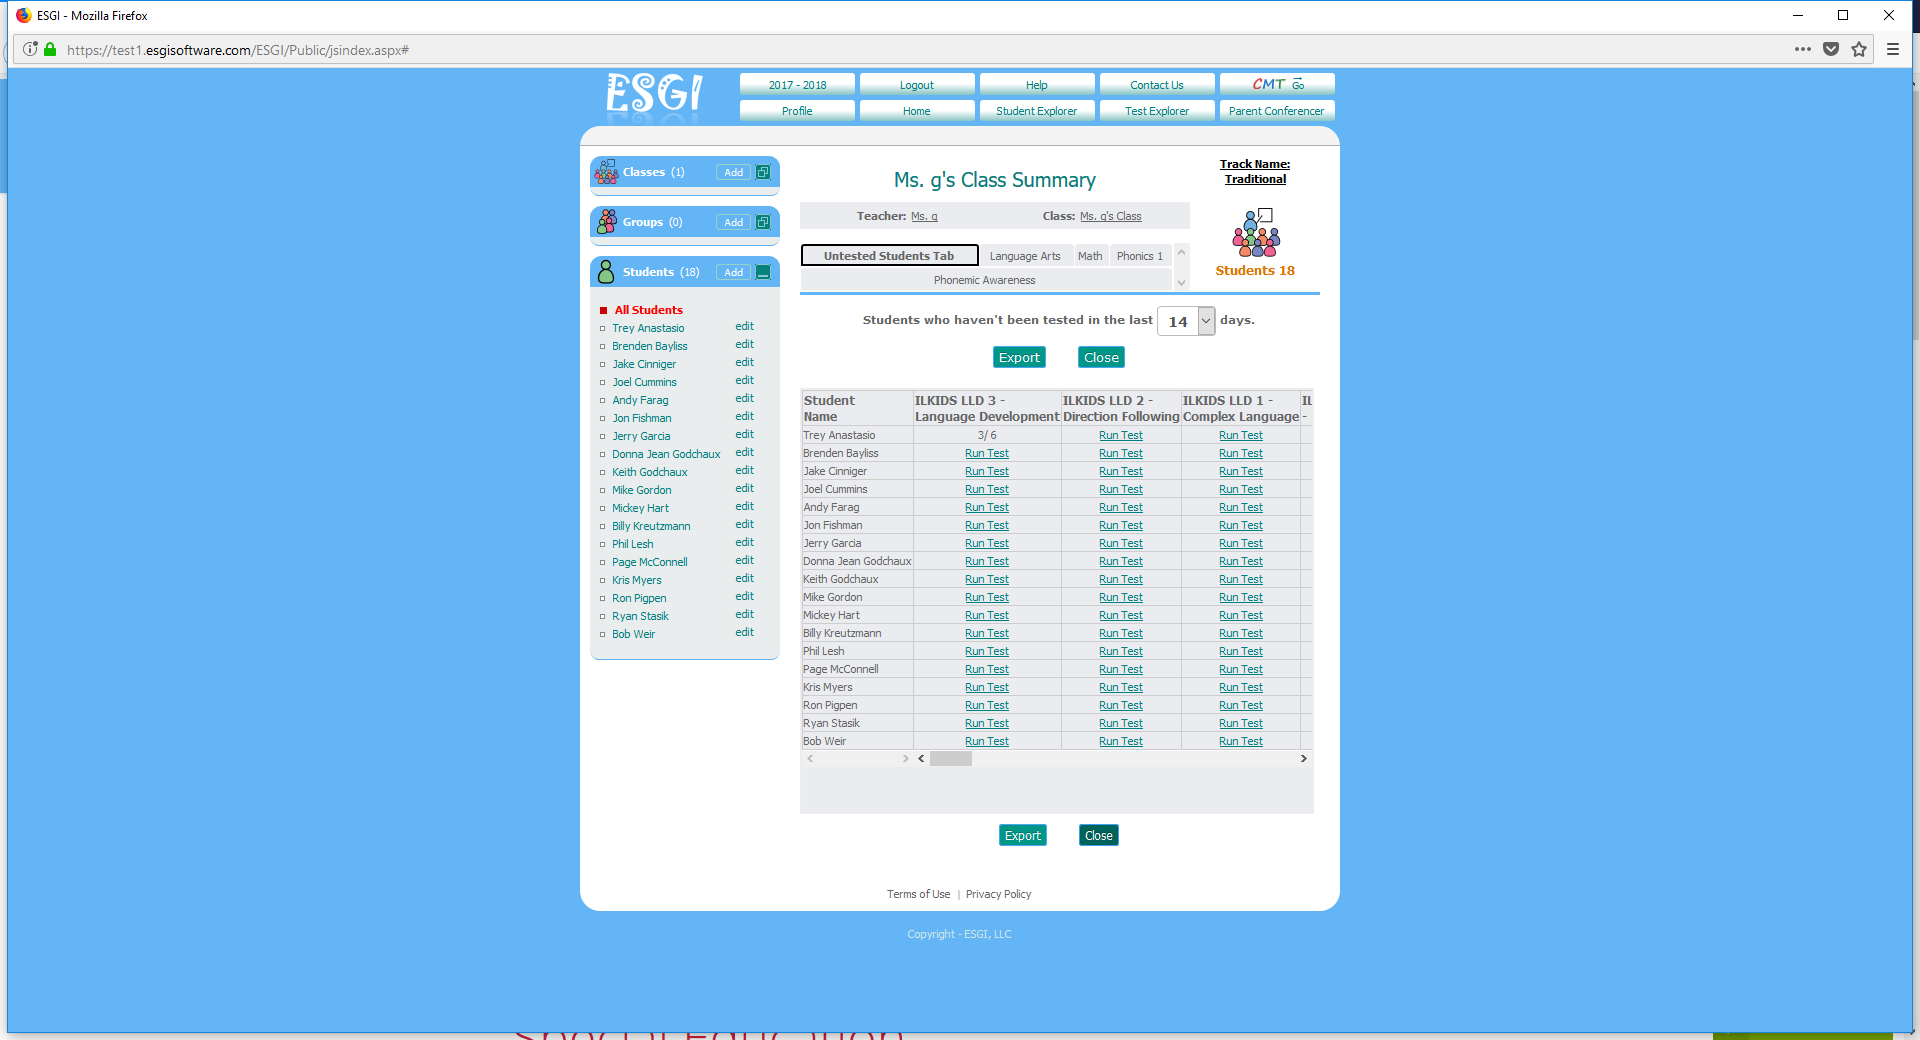 ESGI - Mozilla Firefox
https://test1.esgisoftware.com/ESGI/Public/jsindex.aspx#
ESGI
2017 - 2018 Logout Help Contact Us CMT Go
Profile Home Student Explorer Test Explorer Parent Conferencer
Classes (1) Add
Groups (0) Add
Students (18) Add
All Students
Trey Anastasio edit
Brenden Bayliss edit
Jake Cinniger edit
Joel Cummins edit
Andy Farag edit
Jon Fishman edit
Jerry Garcia edit
Donna Jean Godchaux edit
Keith Godchaux edit
Mike Gordon edit
Mickey Hart edit
Billy Kreutzmann edit
Phil Lesh edit
Page McConnell edit
Kris Myers edit
Ron Pigpen edit
Ryan Stasik edit
Bob Weir edit
Ms. g's Class Summary
Track Name:
Traditional
Teacher: Ms. g Class: Ms. g's Class
Students 18
Untested Students Tab Language Arts Math Phonics 1
Phonemic Awareness
Students who haven't been tested in the last 14 days.
Export Close
Student ILKIDS LLD 3 - ILKIDS LLD 2 - ILKIDS LLD 1 - IL
Name Language Development Direction Following Complex Language -
Trey Anastasio 3/ 6 Run Test Run Test
Brenden Bayliss Run Test Run Test Run Test
Jake Cinniger Run Test Run Test Run Test
Joel Cummins Run Test Run Test Run Test
Andy Farag Run Test Run Test Run Test
Jon Fishman Run Test Run Test Run Test
Jerry Garcia Run Test Run Test Run Test
Donna Jean Godchaux Run Test Run Test Run Test
Keith Godchaux Run Test Run Test Run Test
Mike Gordon Run Test Run Test Run Test
Mickey Hart Run Test Run Test Run Test
Billy Kreutzmann Run Test Run Test Run Test
Phil Lesh Run Test Run Test Run Test
Page McConnell Run Test Run Test Run Test
Kris Myers Run Test Run Test Run Test
Ron Pigpen Run Test Run Test Run Test
Ryan Stasik Run Test Run Test Run Test
Bob Weir Run Test Run Test Run Test
Export Close
Terms of Use | Privacy Policy
Copyright - ESGI, LLC
Special Education